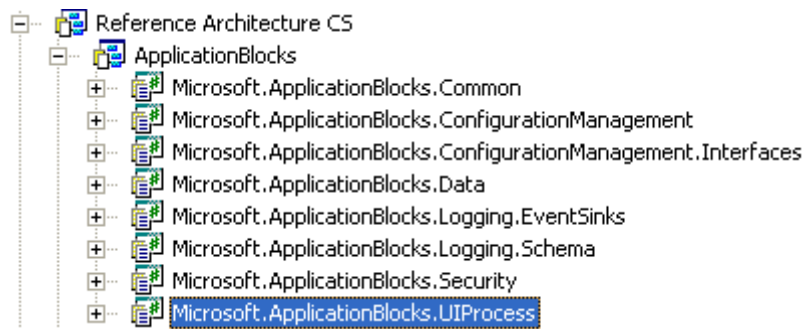 Reference Architecture CS
ApplicationBlocks
Microsoft.ApplicationBlocks.Common
Microsoft.ApplicationBlocks.ConfigurationManagement
Microsoft.ApplicationBlocks.ConfigurationManagement.Interfaces
Microsoft.ApplicationBlocks.Data
Microsoft.ApplicationBlocks.Logging.EventSinks
Microsoft.ApplicationBlocks.Logging.Schema
Microsoft.ApplicationBlocks.Security
Microsoft.ApplicationBlocks.UIProcess